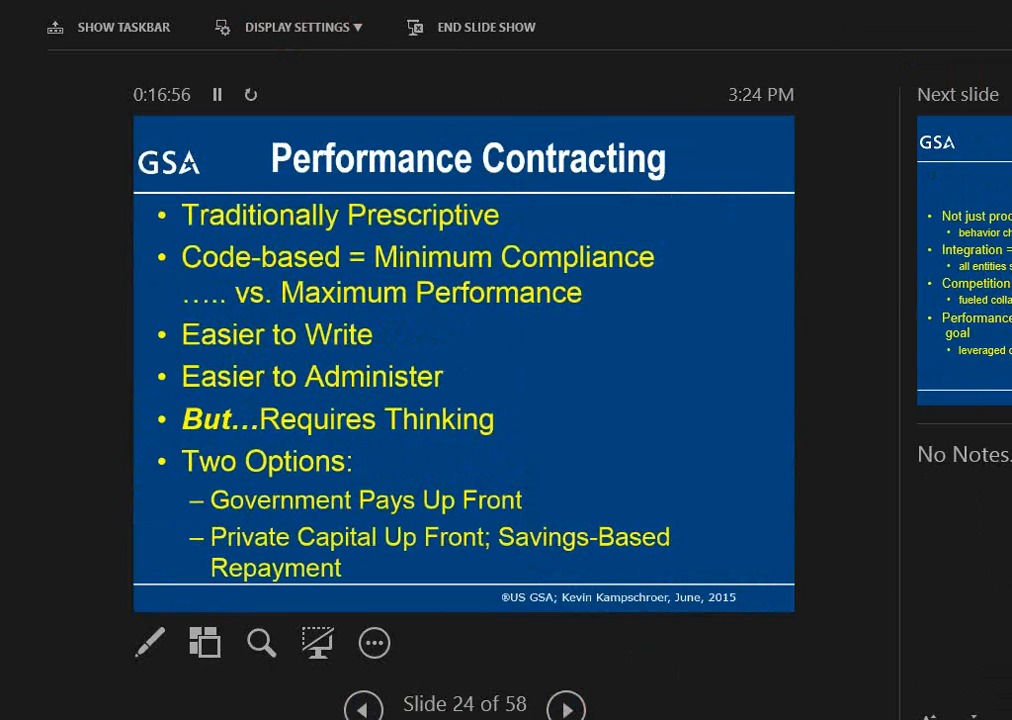 SHOW TASKBAR
DISPLAY SETTINGS
END SLIDE SHOW
0:16:56
3:24 PM
GSA
Performance Contracting
• Traditionally Prescriptive
• Code-based = Minimum Compliance
….. vs. Maximum Performance
• Easier to Write
• Easier to Administer
• But…Requires Thinking
• Two Options:
– Government Pays Up Front
– Private Capital Up Front; Savings-Based
Repayment
®US GSA; Kevin Kampschroer, June, 2015
Slide 24 of 58
Next slide
GSA
• Not just
• behavior
• Integration =
• all entities
• Competition
• fueled
• Performance
goal
• leveraged
No Notes.